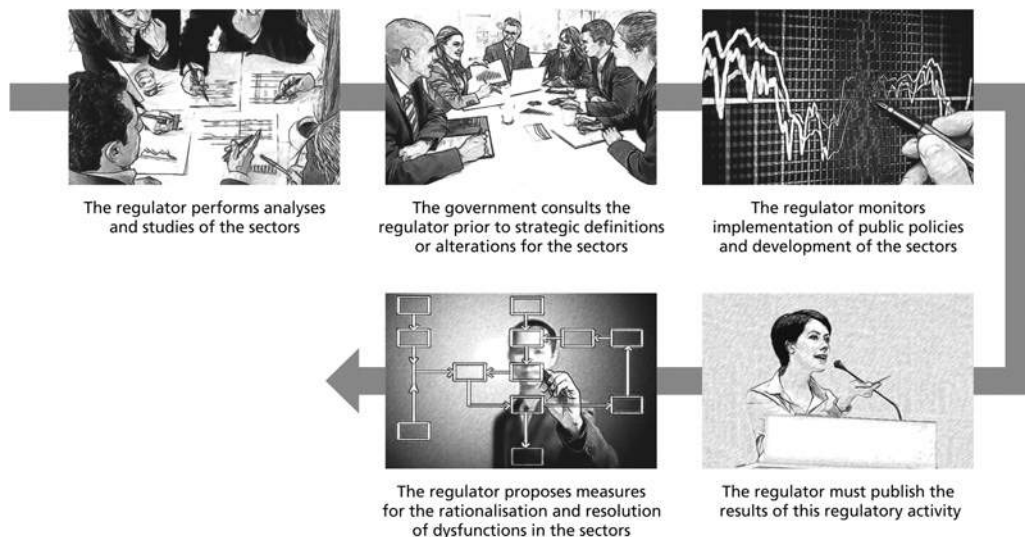 The regulator performs analyses
and studies of the sectors
The government consults the
regulator prior to strategic definitions
or alterations for the sectors
The regulator monitors
implementation of public policies
and development of the sectors
The regulator must publish the
results of this regulatory activity
The regulator proposes measures
for the rationalisation and resolution
of dysfunctions in the sectors